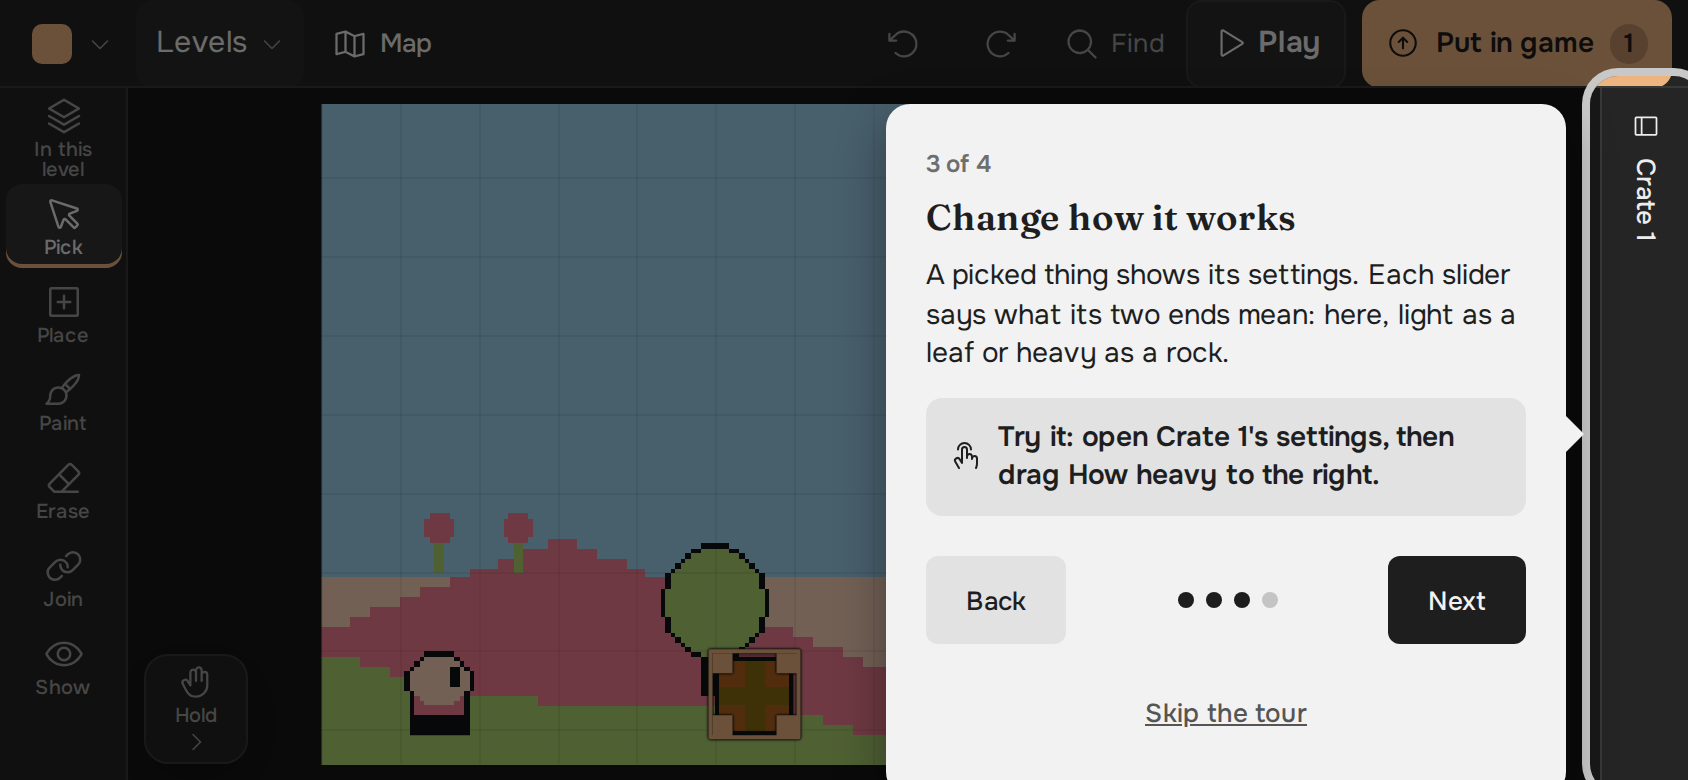 Levels
Map
Find
Play
Put in game
1
In this
level
Pick
Place
Paint
Erase
Join
Show
Hold
3 of 4
Change how it works
A picked thing shows its settings. Each slider
says what its two ends mean: here, light as a
leaf or heavy as a rock.
Try it: open Crate 1's settings, then
drag How heavy to the right.
Back
Next
Skip the tour
Crate 1